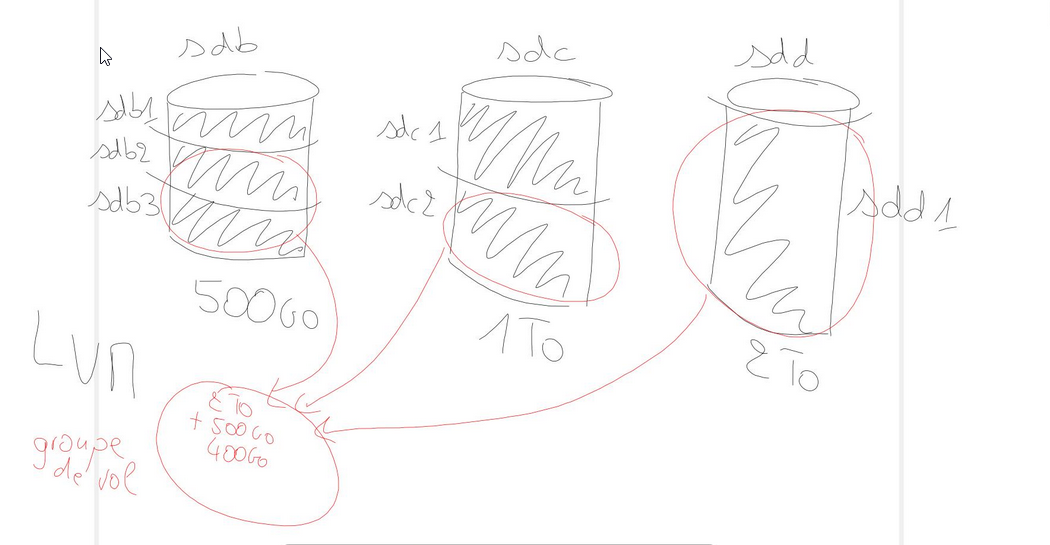 sdb
sdc
sdd
sdb1
sdb2
sdb3
sdc1
sdc2
sdd1
500Go
1To
2To
LVM
2To
+ 500Go
400Go
groupe
de vol